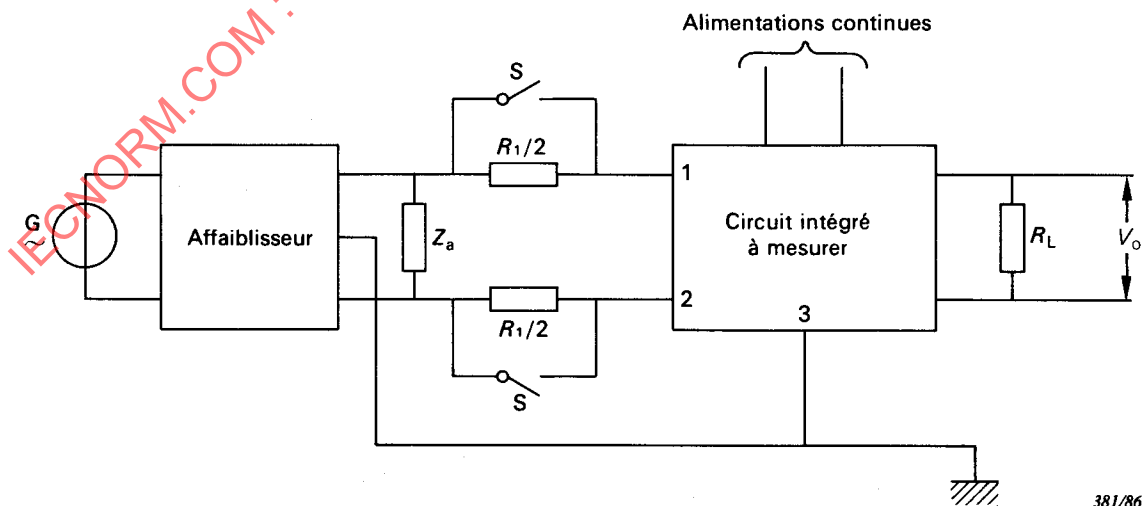 Alimentations continues
S
R₁/2
1
G
~
Affaiblisseur
Zₐ
Circuit intégré
à mesurer
R_L
Vₒ
2
3
R₁/2
S
381/86
IECNORM.COM :